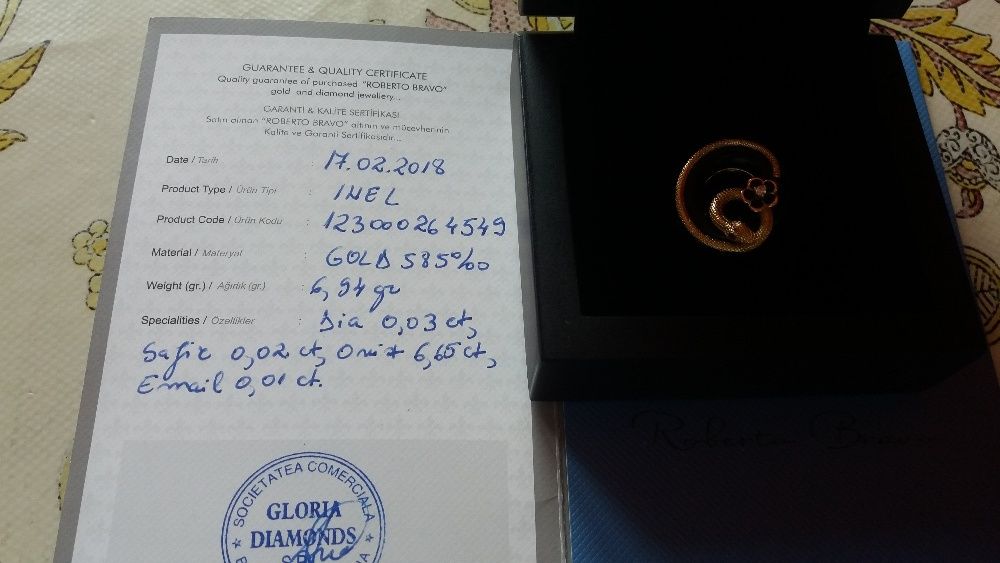 GUARANTEE & QUALITY CERTIFICATE
Quality guarantee of purchased "ROBERTO BRAVO"
gold and diamond jewellery...
GARANTİ & KALİTE SERTİFİKASI
Satın alınan "ROBERTO BRAVO" altının ve mücevherinin
Kalite ve Garanti Sertifikasıdır...
Date / Tarih : 17.02.2018
Product Type / Ürün Tipi : INEL
Product Code / Ürün Kodu : 123000264549
Material / Materyal : GOLD 585‰
Weight (gr.) / Ağırlık (gr.) : 6,94 gr
Specialities / Özellikler : Dia 0,03 ct,
Safir 0,02 ct, Onix 6,65 ct,
Email 0,01 ct.
SOCIETATEA COMERCIALA
GLORIA
DIAMONDS
Roberto Bravo